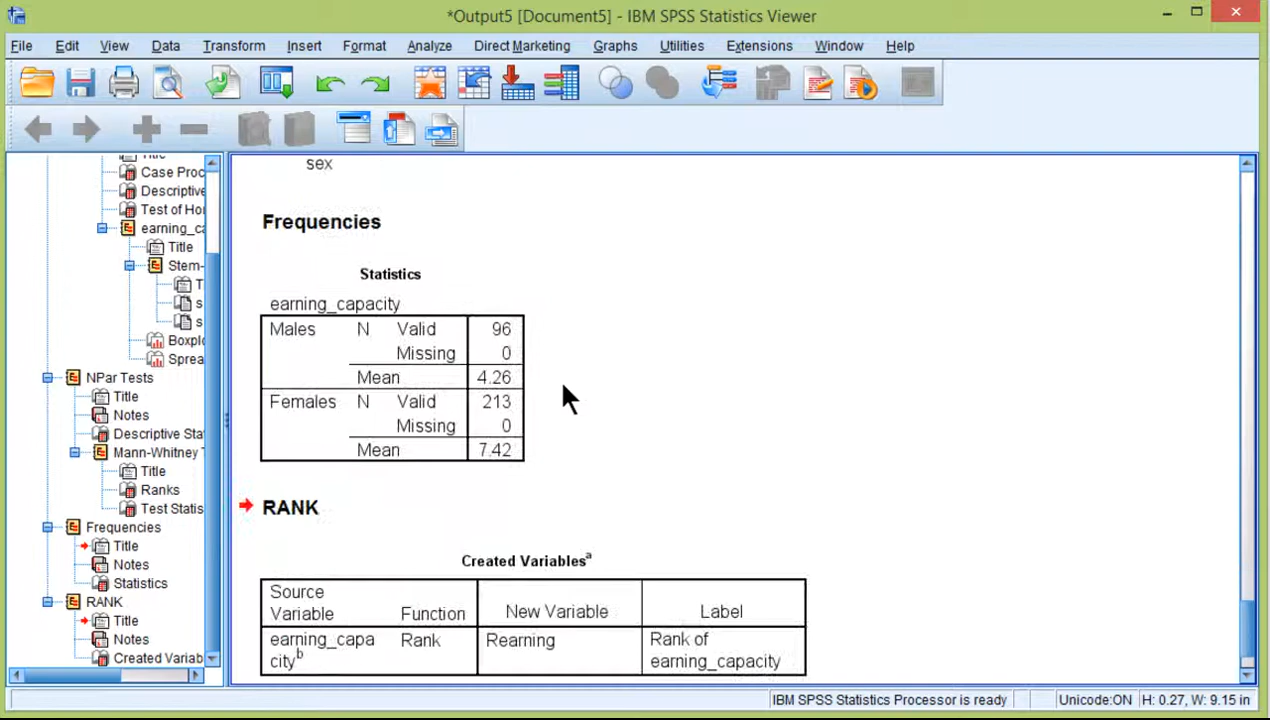 *Output5 [Document5] - IBM SPSS Statistics Viewer
File Edit View Data Transform Insert Format Analyze Direct Marketing Graphs Utilities Extensions Window Help
Title
Case Proc
Descriptive
Test of Ho
earning_ca
Title
Stem-
T
s
s
Boxplo
Sprea
NPar Tests
Title
Notes
Descriptive Sta
Mann-Whitney T
Title
Ranks
Test Statis
Frequencies
Title
Notes
Statistics
RANK
Title
Notes
Created Variab
sex
Frequencies
Statistics
earning_capacity
Males N Valid 96
Missing 0
Mean 4.26
Females N Valid 213
Missing 0
Mean 7.42
RANK
Created Variablesa
Source
Variable Function New Variable Label
earning_capa Rank Rearning Rank of
cityb earning_capacity
IBM SPSS Statistics Processor is ready Unicode:ON H: 0.27, W: 9.15 in